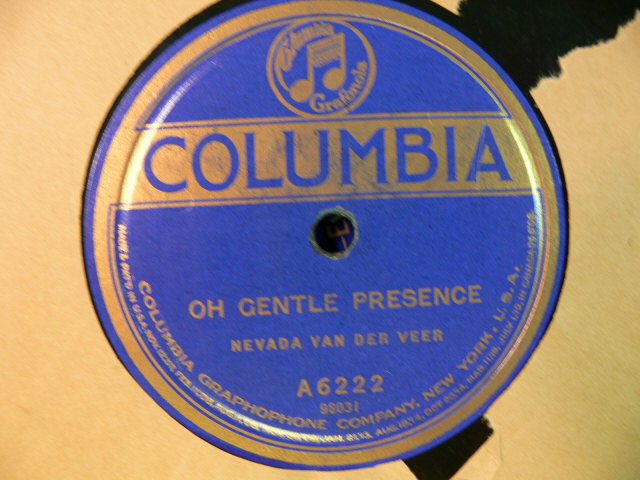 Columbia
Grafonola
COLUMBIA
OH GENTLE PRESENCE
NEVADA VAN DER VEER
A6222
98031
COLUMBIA GRAPHOPHONE COMPANY, NEW YORK, U.S.A.